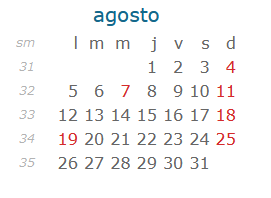 agosto
sm l m m j v s d
31 1 2 3 4
32 5 6 7 8 9 10 11
33 12 13 14 15 16 17 18
34 19 20 21 22 23 24 25
35 26 27 28 29 30 31